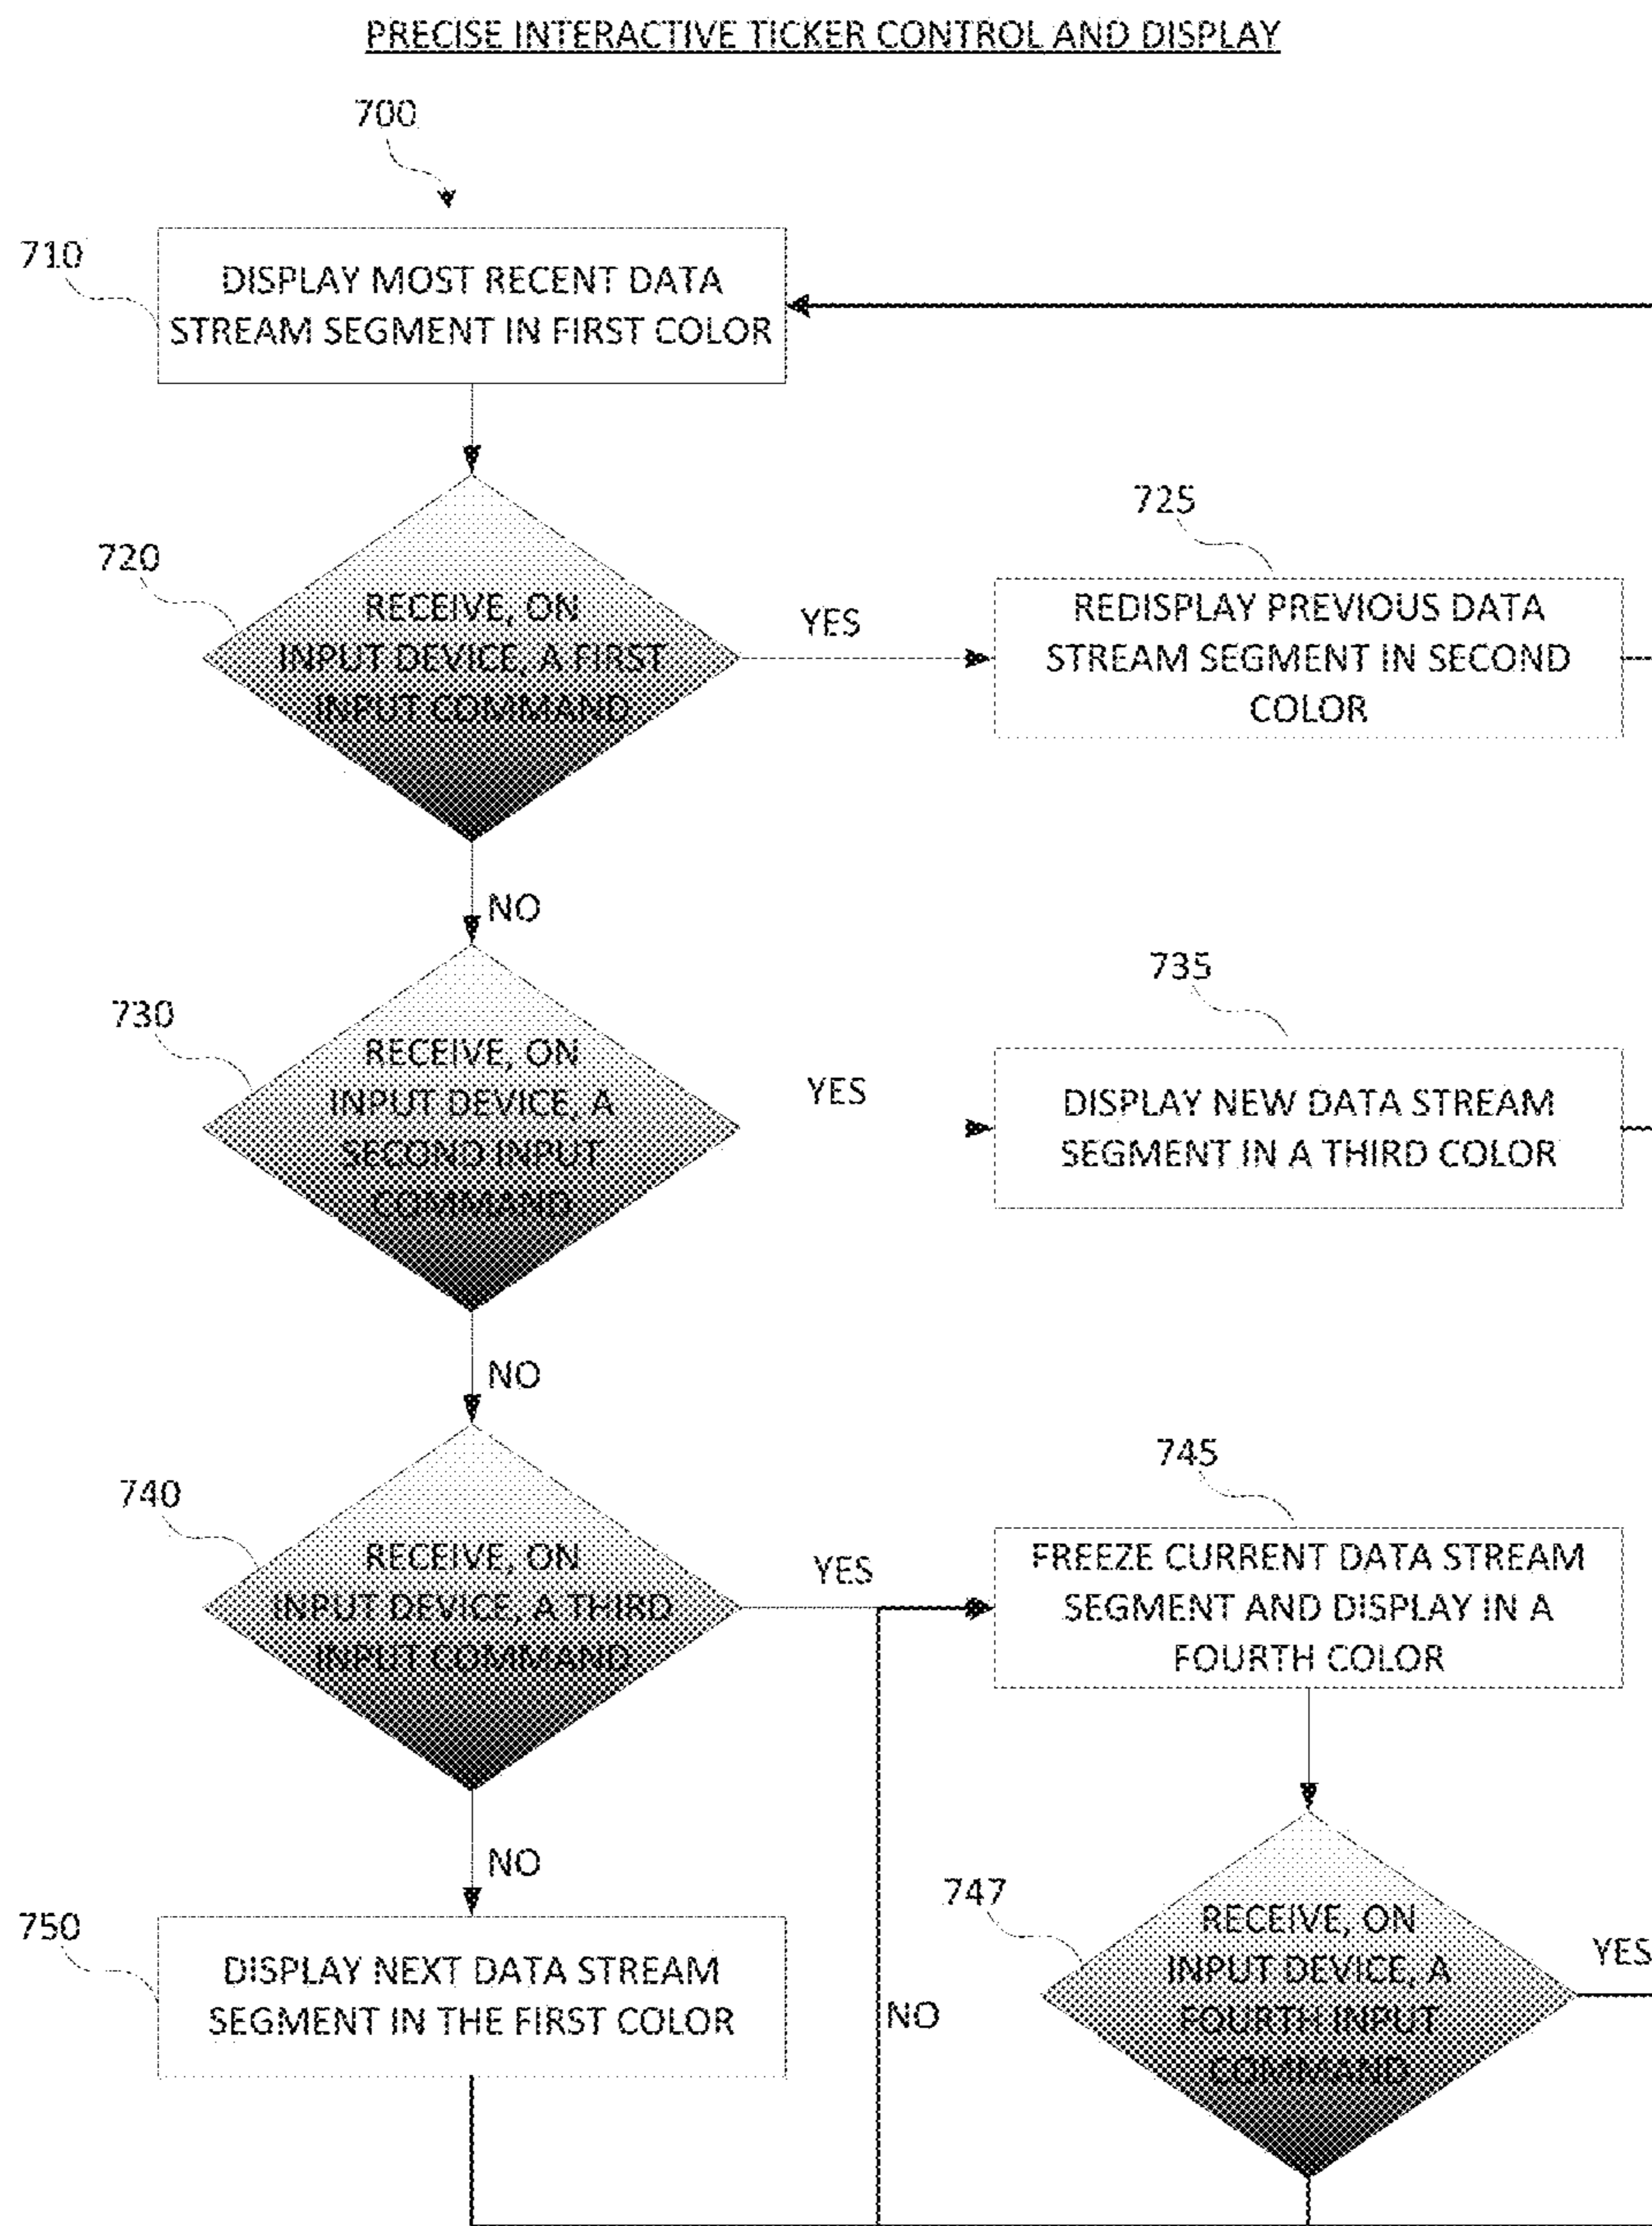 PRECISE INTERACTIVE TICKER CONTROL AND DISPLAY
700
710
DISPLAY MOST RECENT DATA
STREAM SEGMENT IN FIRST COLOR
720
RECEIVE, ON
INPUT DEVICE, A FIRST
INPUT COMMAND
YES
725
REDISPLAY PREVIOUS DATA
STREAM SEGMENT IN SECOND
COLOR
NO
730
RECEIVE, ON
INPUT DEVICE, A
SECOND INPUT
COMMAND
YES
735
DISPLAY NEW DATA STREAM
SEGMENT IN A THIRD COLOR
NO
740
RECEIVE, ON
INPUT DEVICE, A THIRD
INPUT COMMAND
YES
745
FREEZE CURRENT DATA STREAM
SEGMENT AND DISPLAY IN A
FOURTH COLOR
NO
750
DISPLAY NEXT DATA STREAM
SEGMENT IN THE FIRST COLOR
NO
747
RECEIVE, ON
INPUT DEVICE, A
FOURTH INPUT
COMMAND
YES